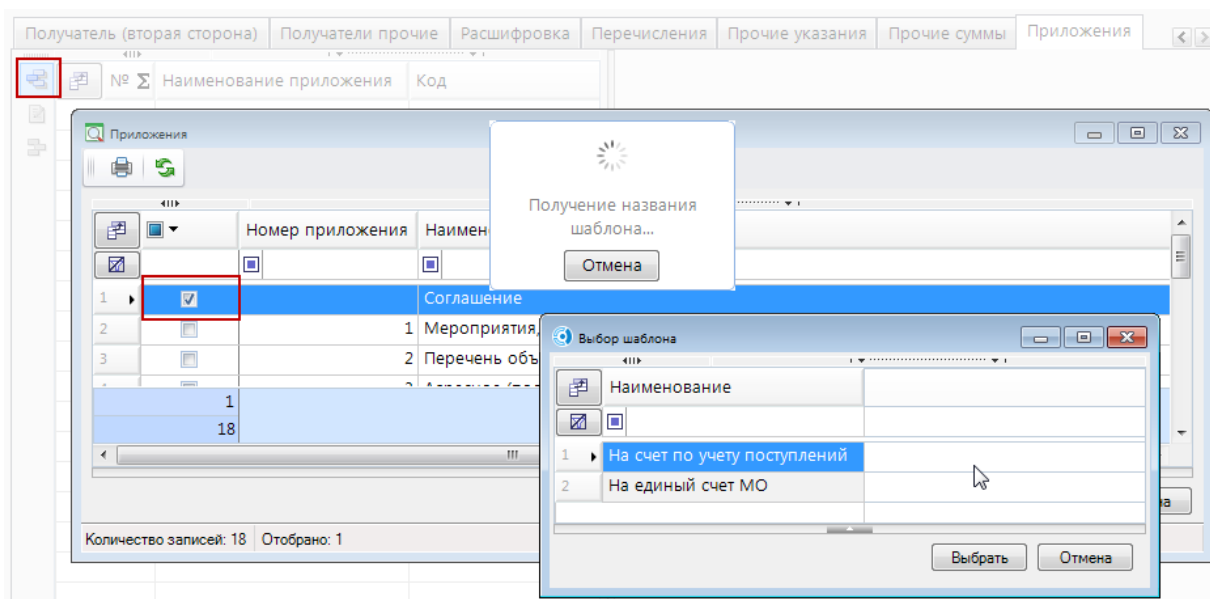 Получатель (вторая сторона) Получатели прочие Расшифровка Перечисления Прочие указания Прочие суммы Приложения
№ Σ Наименование приложения Код
Приложения
Получение названия
шаблона...
Отмена
Номер приложения
1 Соглашение
2 1 Мероприятия,
3 2 Перечень
1
18
Количество записей: 18 Отобрано: 1
Выбор шаблона
Наименование
1 На счет по учету поступлений
2 На единый счет МО
Выбрать Отмена